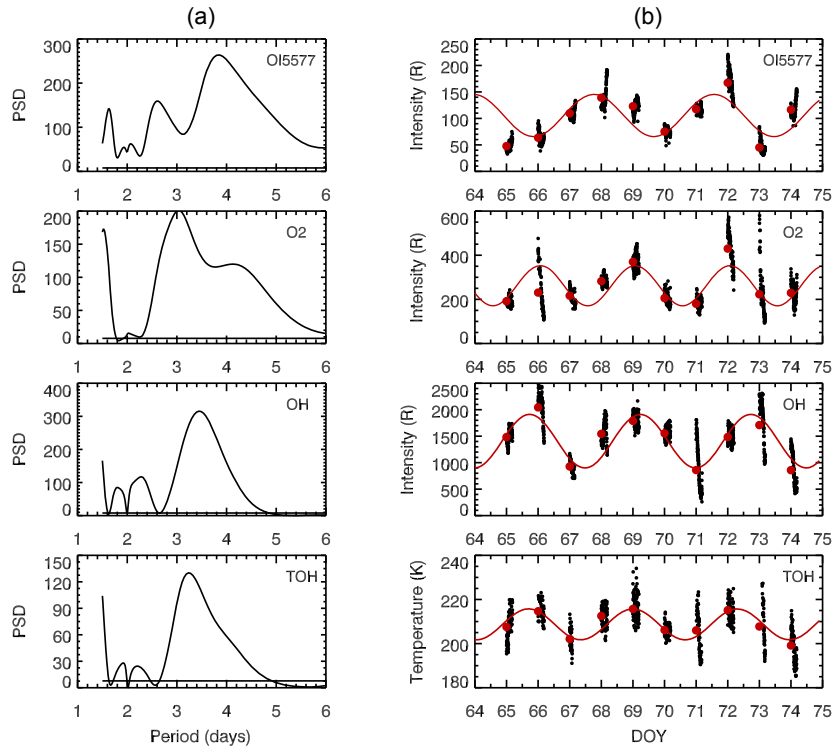 (a)
(b)
OI5577
PSD
300
200
100
0
1 2 3 4 5 6
OI5577
Intensity (R)
250
200
150
100
50
0
64 65 66 67 68 69 70 71 72 73 74 75
O2
PSD
200
150
100
50
0
1 2 3 4 5 6
O2
Intensity (R)
600
400
200
0
64 65 66 67 68 69 70 71 72 73 74 75
OH
PSD
400
300
200
100
0
1 2 3 4 5 6
OH
Intensity (R)
2500
2000
1500
1000
500
0
64 65 66 67 68 69 70 71 72 73 74 75
TOH
PSD
150
120
90
60
30
0
1 2 3 4 5 6
Period (days)
TOH
Temperature (K)
240
220
200
180
64 65 66 67 68 69 70 71 72 73 74 75
DOY